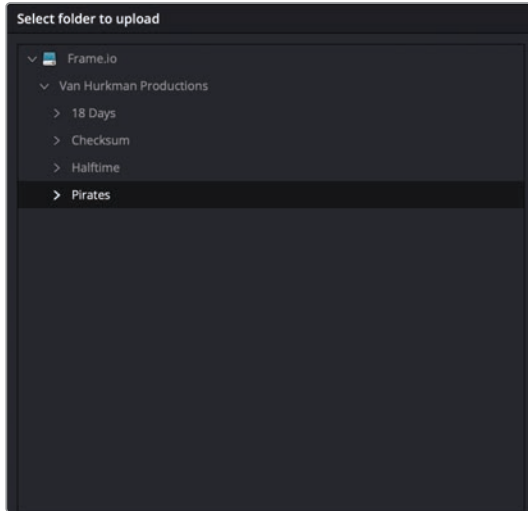 Select folder to upload
Frame.io
Van Hurkman Productions
18 Days
Checksum
Halftime
Pirates